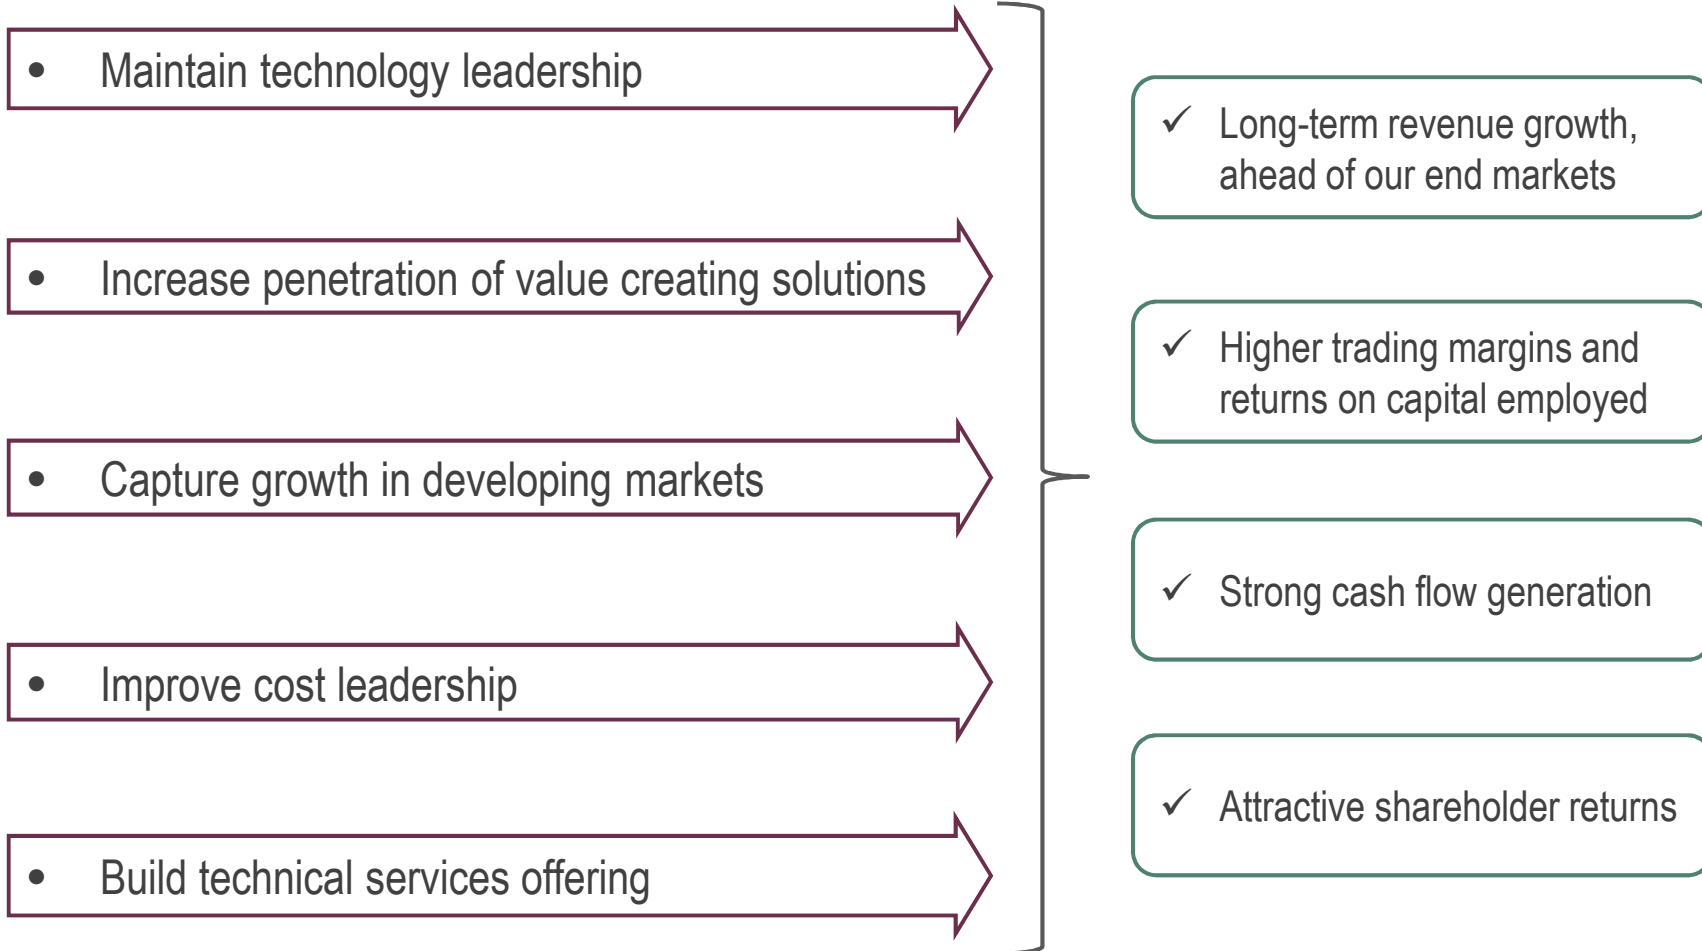 • Maintain technology leadership
• Increase penetration of value creating solutions
• Capture growth in developing markets
• Improve cost leadership
• Build technical services offering
✓ Long-term revenue growth,
ahead of our end markets
✓ Higher trading margins and
returns on capital employed
✓ Strong cash flow generation
✓ Attractive shareholder returns